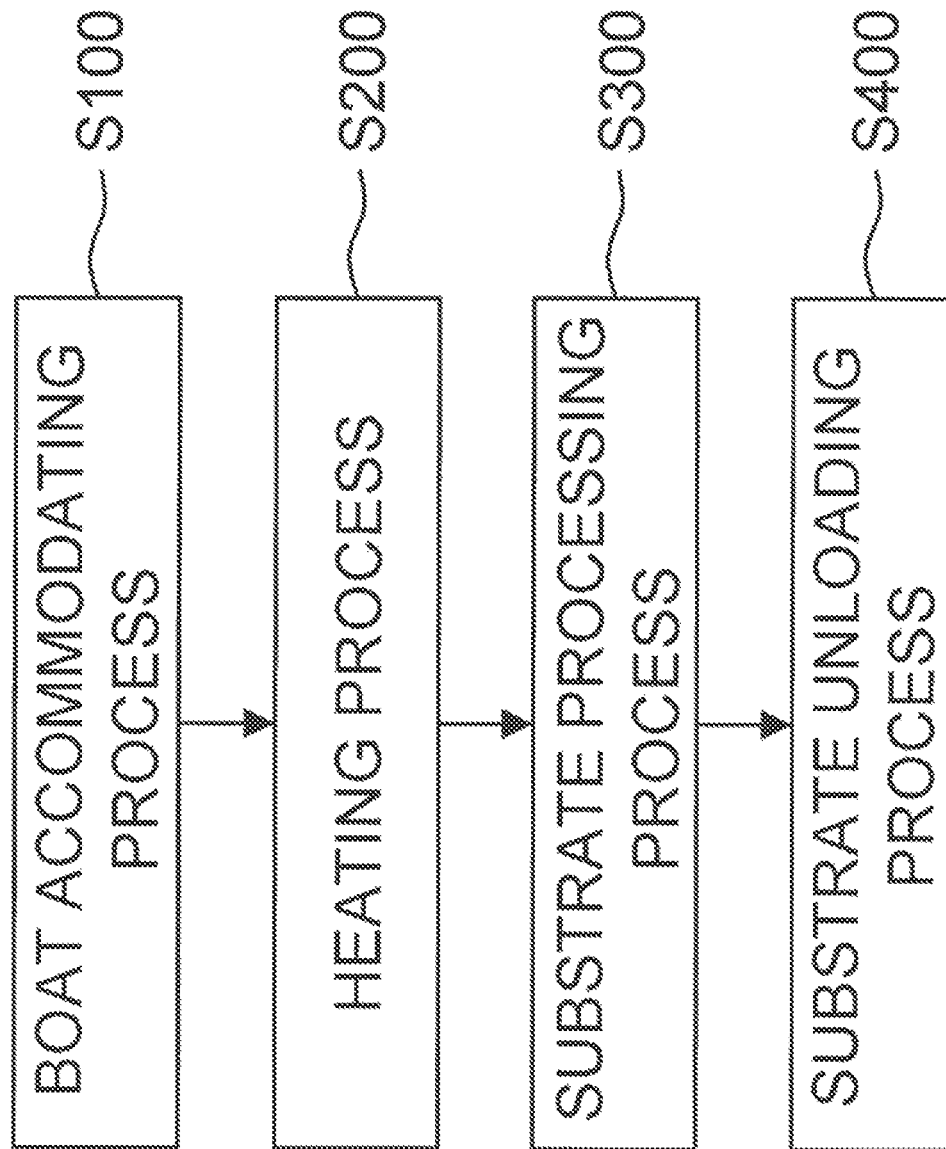 BOAT ACCOMMODATING
PROCESS
S100
HEATING PROCESS
S200
SUBSTRATE PROCESSING
PROCESS
S300
SUBSTRATE UNLOADING
PROCESS
S400